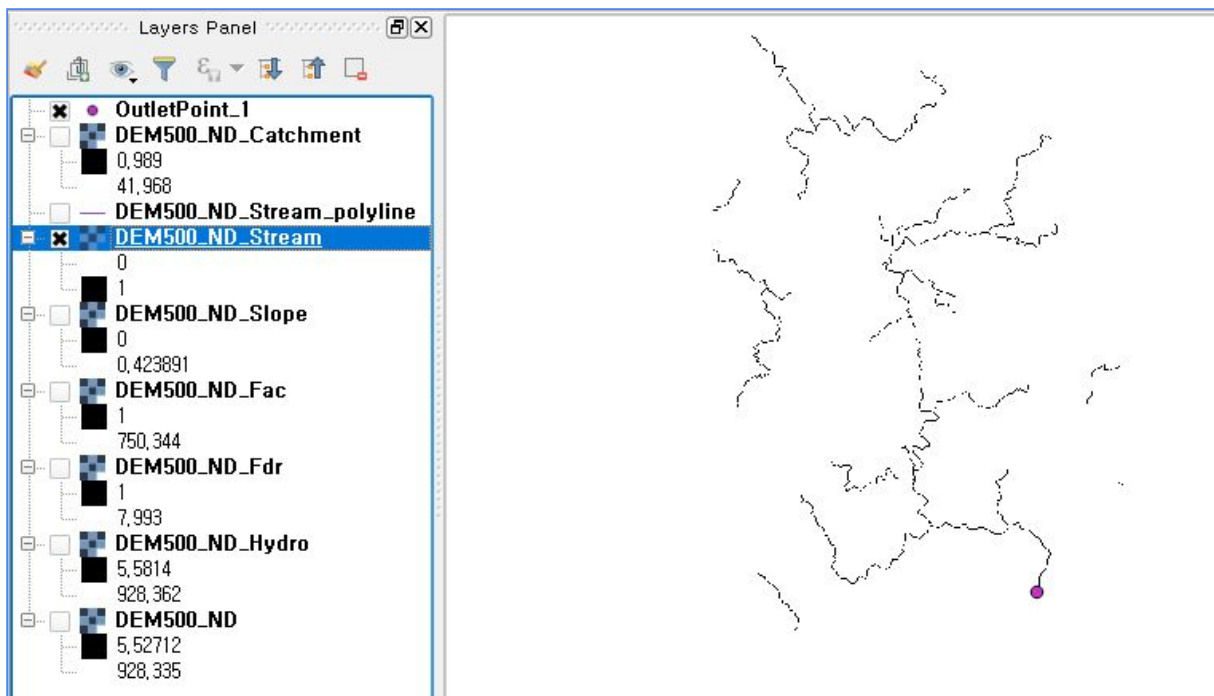 Layers Panel
OutletPoint_1
DEM500_ND_Catchment
0,989
41,968
DEM500_ND_Stream_polyline
DEM500_ND_Stream
0
1
DEM500_ND_Slope
0
0,423891
DEM500_ND_Fac
1
750,344
DEM500_ND_Fdr
1
7,993
DEM500_ND_Hydro
5,5814
928,362
DEM500_ND
5,52712
928,335